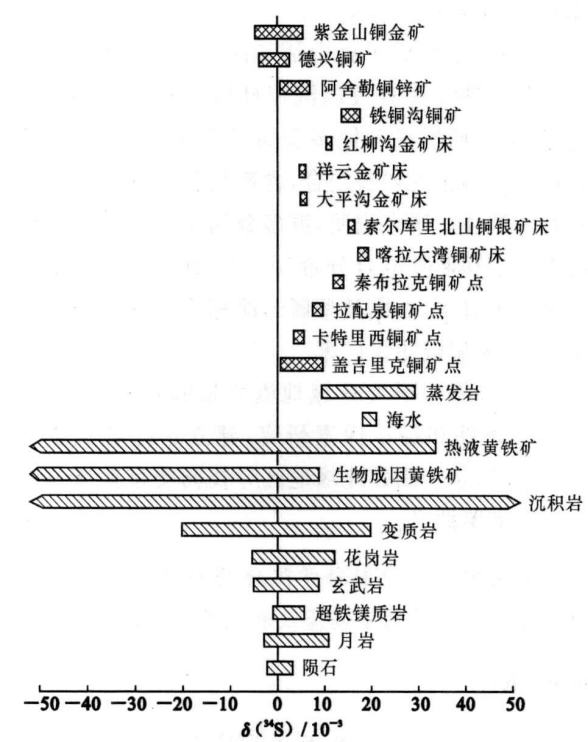 紫金山铜金矿
德兴铜矿
阿舍勒铜锌矿
铁铜沟铜矿
红柳沟金矿床
祥云金矿床
大平沟金矿床
索尔库里北山铜银矿床
喀拉大湾铜矿床
秦布拉克铜矿点
拉配泉铜矿点
卡特里西铜矿点
盖吉里克铜矿点
蒸发岩
海水
热液黄铁矿
生物成因黄铁矿
沉积岩
变质岩
花岗岩
玄武岩
超铁镁质岩
月岩
陨石
-50 -40 -30 -20 -10 0 10 20 30 40 50
δ(³⁴S)/10⁻³